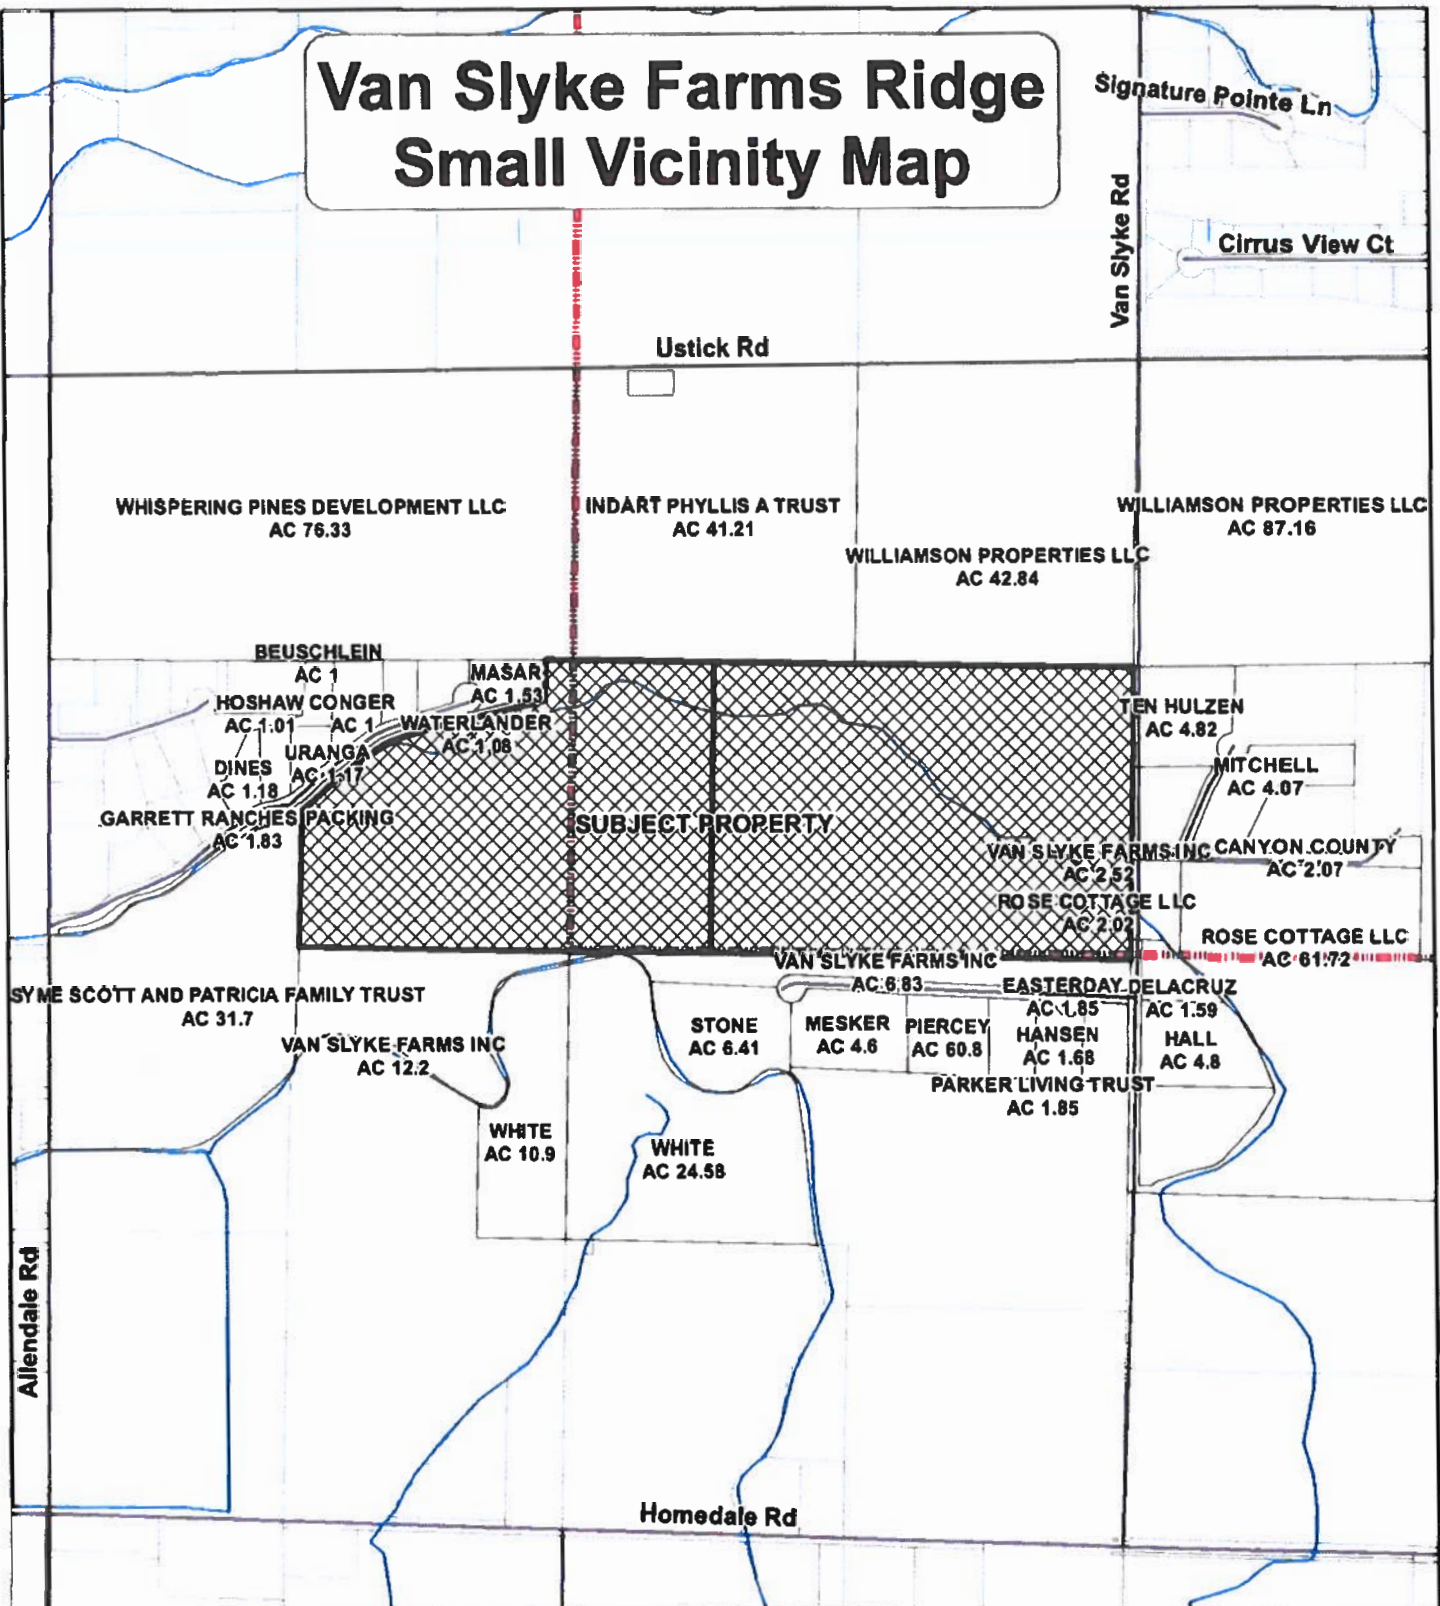 Van Slyke Farms Ridge
Small Vicinity Map
Signature Pointe Ln
Van Slyke Rd
Cirrus View Ct
Ustick Rd
WHISPERING PINES DEVELOPMENT LLC
AC 76.33
INDART PHYLLIS A TRUST
AC 41.21
WILLIAMSON PROPERTIES LLC
AC 42.84
WILLIAMSON PROPERTIES LLC
AC 87.16
BEUSCHLEIN
AC 1
MASAR
AC 1.53
HOSHAW
AC 1.01
CONGER
AC 1
WATERLANDER
AC 1.08
URANGA
AC 1.17
DINES
AC 1.18
GARRETT RANCHES PACKING
AC 1.83
SUBJECT PROPERTY
TEN HULZEN
AC 4.82
MITCHELL
AC 4.07
VAN SLYKE FARMS INC
AC 2.52
CANYON COUNTY
AC 2.07
ROSE COTTAGE LLC
AC 2.02
ROSE COTTAGE LLC
AC 61.72
VAN SLYKE FARMS INC
AC 6.83
SYME SCOTT AND PATRICIA FAMILY TRUST
AC 31.7
EASTERDAY
AC 1.85
DELACRUZ
AC 1.59
STONE
AC 6.41
MESKER
AC 4.6
PIERCEY
AC 60.8
HANSEN
AC 1.68
HALL
AC 4.8
VAN SLYKE FARMS INC
AC 12.2
PARKER LIVING TRUST
AC 1.85
WHITE
AC 10.9
WHITE
AC 24.58
Allendale Rd
Homedale Rd